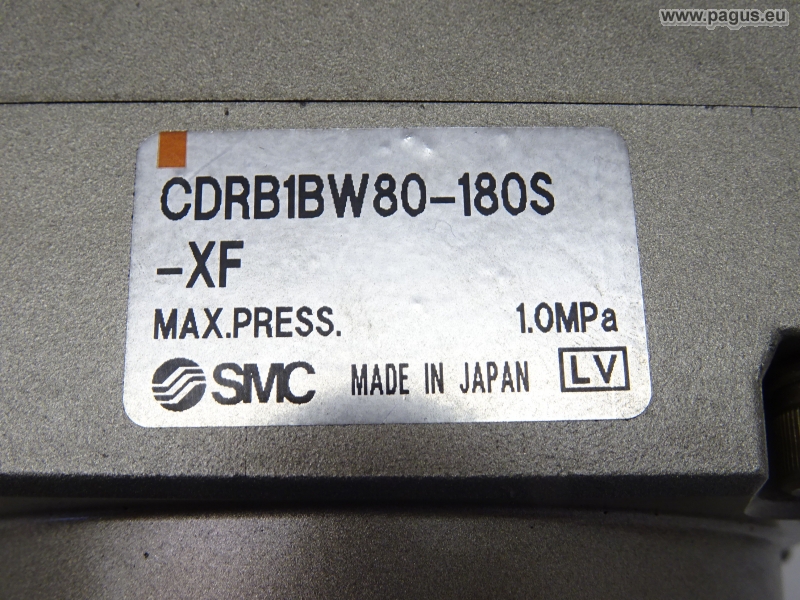 www.pagus.eu
CDRB1BW80-180S
-XF
MAX.PRESS. 1.0MPa
SMC MADE IN JAPAN LV